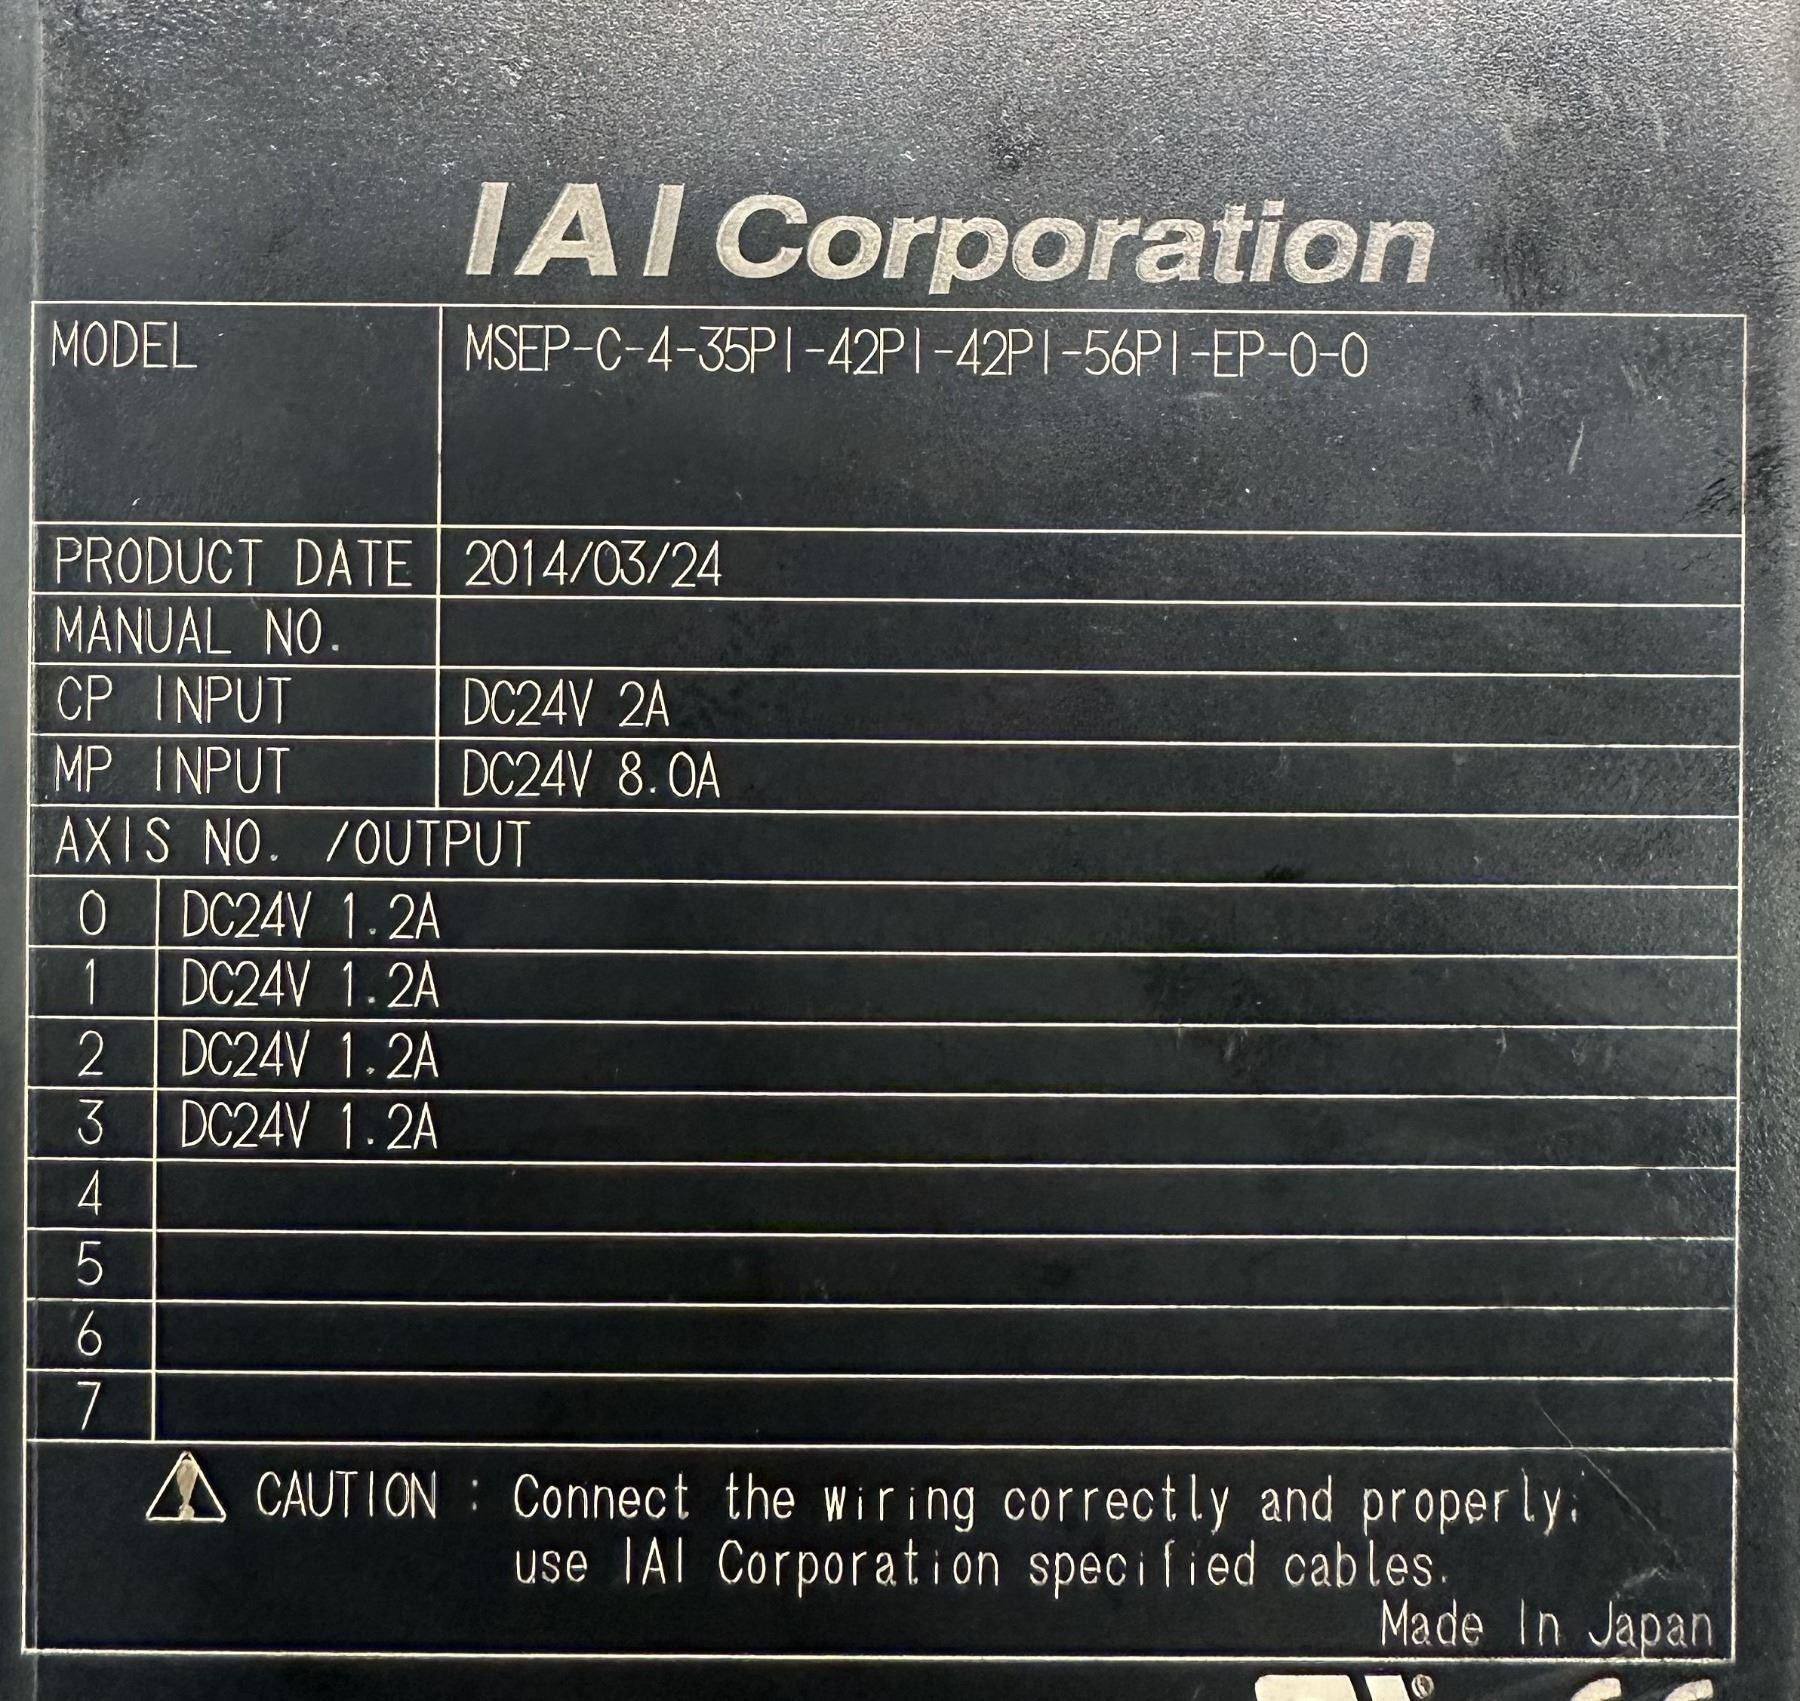 IAI Corporation
MODEL MSEP-C-4-35PI-42PI-42PI-56PI-EP-0-0
PRODUCT DATE 2014/03/24
MANUAL NO.
CP INPUT DC24V 2A
MP INPUT DC24V 8.0A
AXIS NO. /OUTPUT
0 DC24V 1.2A
1 DC24V 1.2A
2 DC24V 1.2A
3 DC24V 1.2A
4
5
6
7
CAUTION : Connect the wiring correctly and properly;
use IAI Corporation specified cables.
Made In Japan